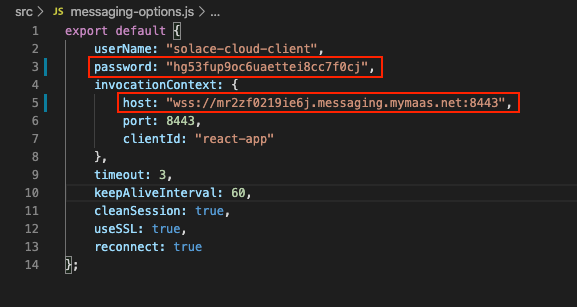 src > JS messaging-options.js > ...
1 export default {
2 userName: "solace-cloud-client",
3 password: "hg53fup9oc6uaettei8cc7f0cj",
4 invocationContext: {
5 host: "wss://mr2zf0219ie6j.messaging.mymaas.net:8443",
6 port: 8443,
7 clientId: "react-app"
8 },
9 timeout: 3,
10 keepAliveInterval: 60,
11 cleanSession: true,
12 useSSL: true,
13 reconnect: true
14 };